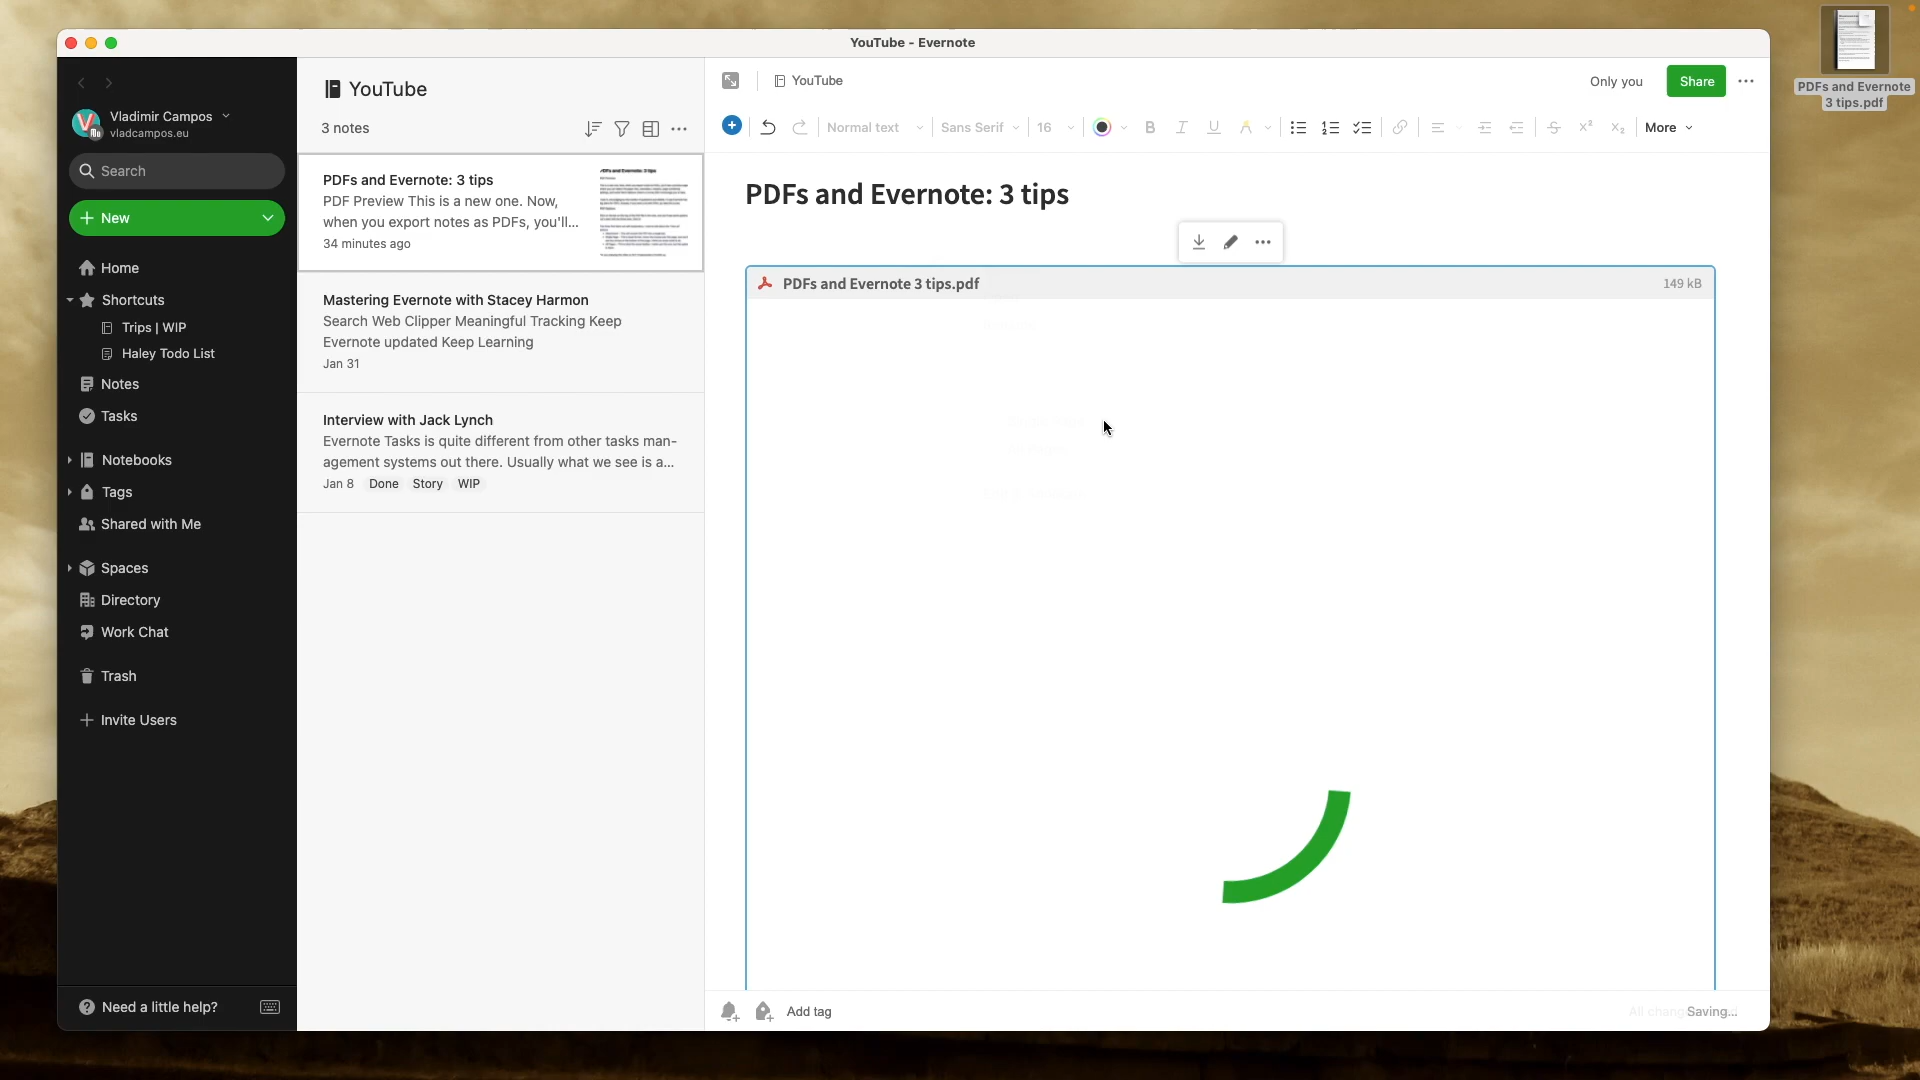 YouTube - Evernote
PDFs and Evernote
3 tips.pdf
Vladimir Campos
vladcampos.eu
Search
New
Home
Shortcuts
Trips | WIP
Haley Todo List
Notes
Tasks
Notebooks
Tags
Shared with Me
Spaces
Directory
Work Chat
Trash
Invite Users
Need a little help?
YouTube
3 notes
PDFs and Evernote: 3 tips
PDF Preview This is a new one. Now,
when you export notes as PDFs, you'll...
34 minutes ago
Mastering Evernote with Stacey Harmon
Search Web Clipper Meaningful Tracking Keep
Evernote updated Keep Learning
Jan 31
Interview with Jack Lynch
Evernote Tasks is quite different from other tasks man-
agement systems out there. Usually what we see is a...
Jan 8 Done Story WIP
YouTube
Only you
Share
Normal text
Sans Serif
16
More
PDFs and Evernote: 3 tips
PDFs and Evernote 3 tips.pdf
149 kB
Add tag
Saving...